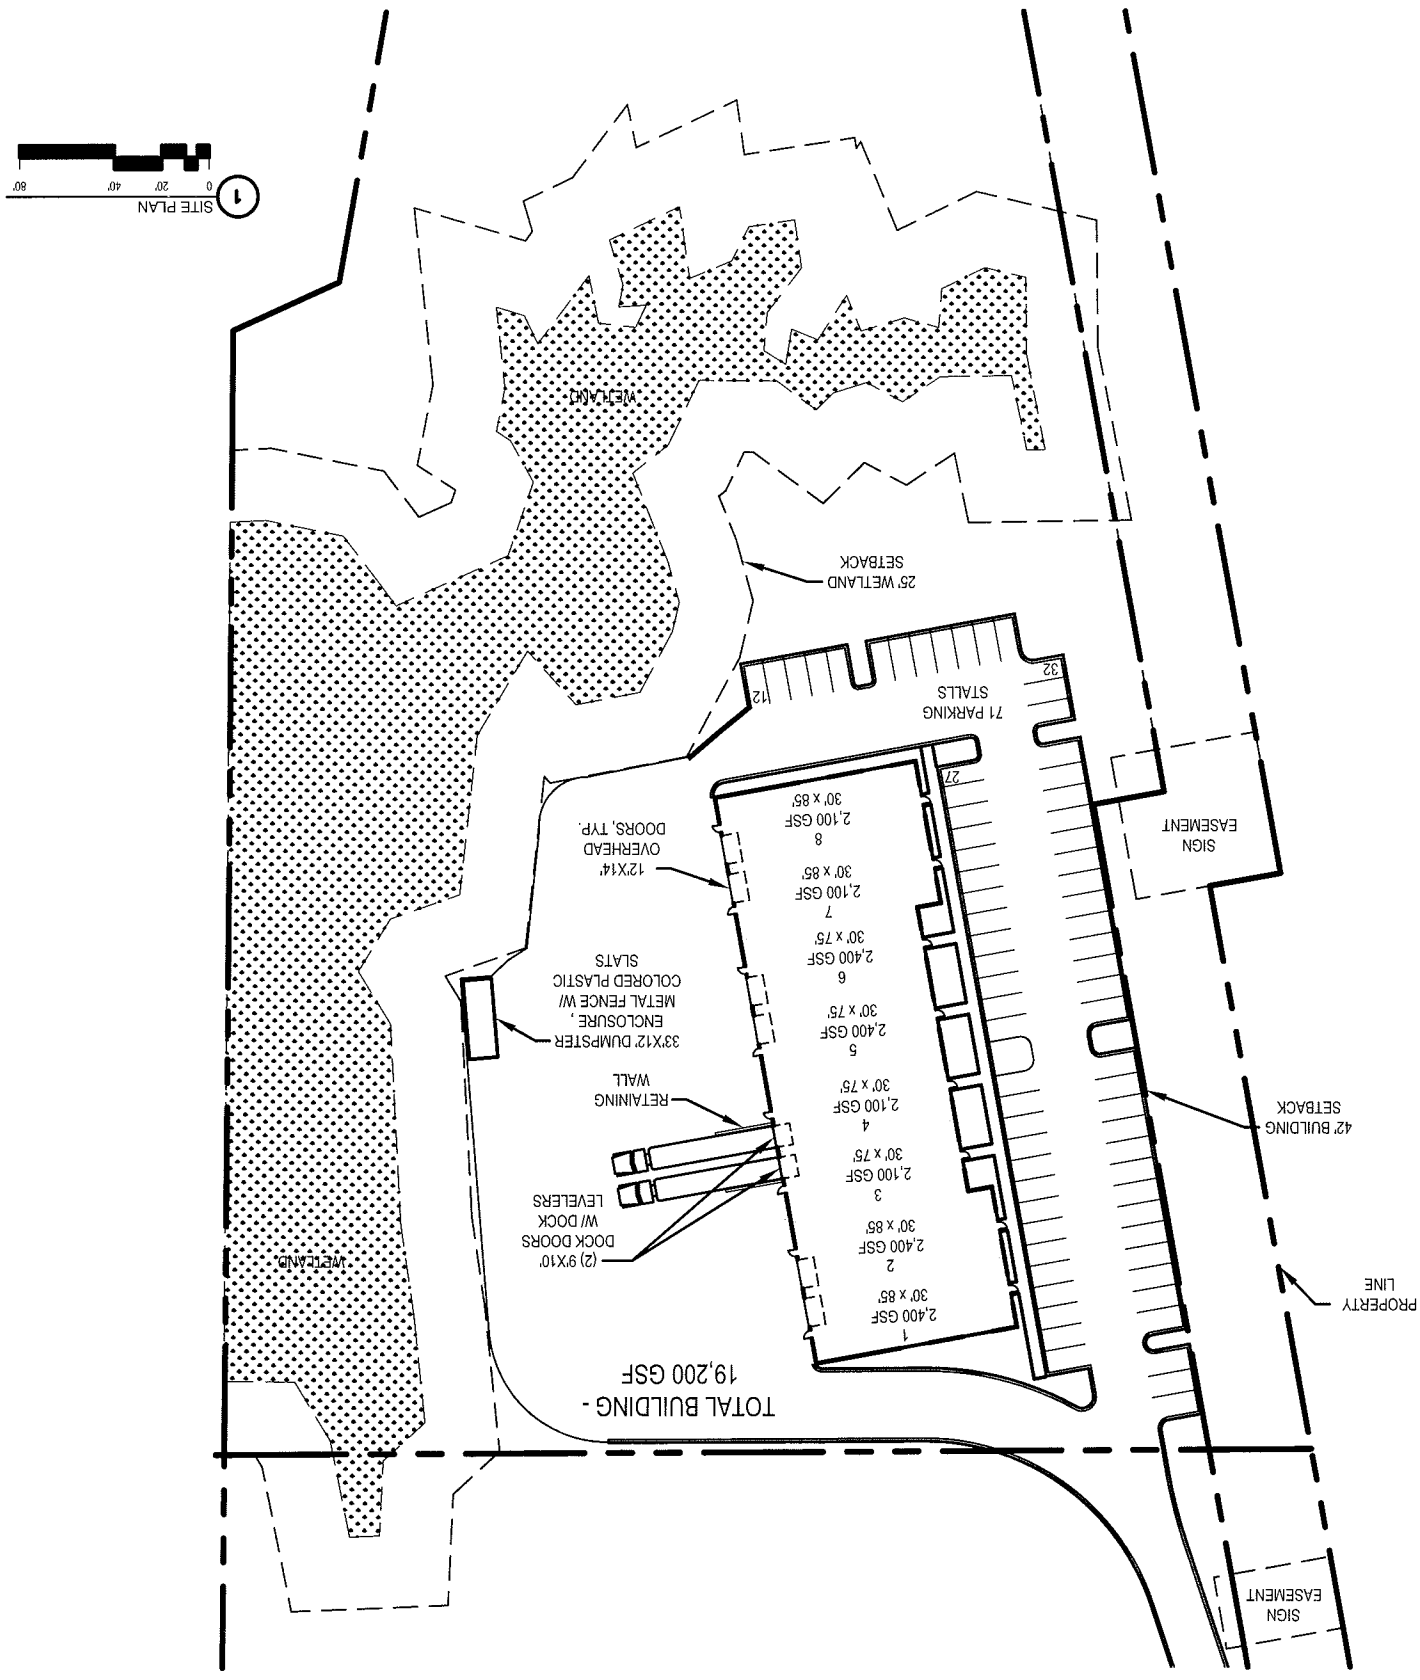 SIGN
EASEMENT
PROPERTY
LINE
42' BUILDING
SETBACK
TOTAL BUILDING -
19,200 GSF
1
2,400 GSF
30' x 85'
2
2,400 GSF
30' x 85'
3
2,100 GSF
30' x 75'
4
2,100 GSF
30' x 75'
5
2,400 GSF
30' x 75'
6
2,400 GSF
30' x 75'
7
2,100 GSF
30' x 85'
8
2,100 GSF
30' x 85'
(2) 9'X10'
DOCK DOORS
W/ DOCK
LEVELERS
RETAINING
WALL
33'X12' DUMPSTER
ENCLOSURE,
METAL FENCE W/
COLORED PLASTIC
SLATS
12'X14'
OVERHEAD
DOORS, TYP.
WETLAND
SIGN
EASEMENT
27
71 PARKING
STALLS
32
12
25' WETLAND
SETBACK
WETLAND
1
SITE PLAN
0 20' 40' 80'